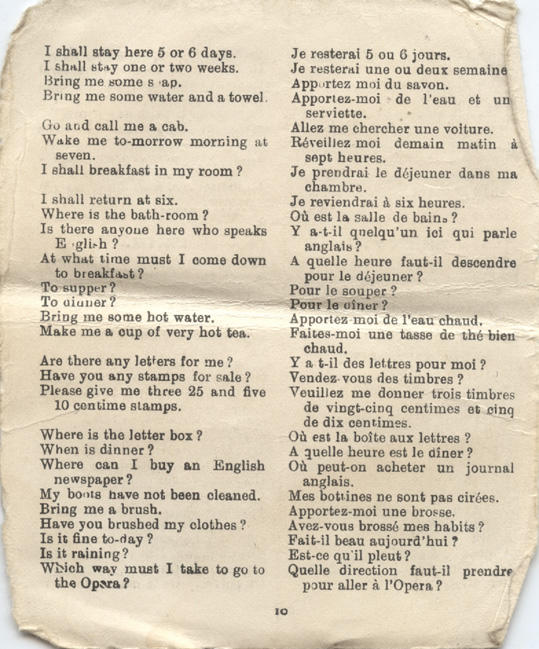 I shall stay here 5 or 6 days.
I shall stay one or two weeks.
Bring me some s ap.
Bring me some water and a towel.
Go and call me a cab.
Wake me to-morrow morning at
seven.
I shall breakfast in my room ?
I shall return at six.
Where is the bath-room ?
Is there anyone here who speaks
E glish ?
At what time must I come down
to breakfast ?
To supper ?
To dinner ?
Bring me some hot water.
Make me a cup of very hot tea.
Are there any letters for me ?
Have you any stamps for sale ?
Please give me three 25 and five
10 centime stamps.
Where is the letter box ?
When is dinner ?
Where can I buy an English
newspaper ?
My boots have not been cleaned.
Bring me a brush.
Have you brushed my clothes ?
Is it fine to-day ?
Is it raining ?
Which way must I take to go to
the Opera ?
Je resterai 5 ou 6 jours.
Je resterai une ou deux semaine
Apportez moi du savon.
Apportez-moi de l'eau et un
serviette.
Allez me chercher une voiture.
Réveillez moi demain matin à
sept heures.
Je prendrai le déjeuner dans ma
chambre.
Je reviendrai à six heures.
Où est la salle de bains ?
Y a-t-il quelqu'un ici qui parle
anglais ?
A quelle heure faut-il descendre
pour le déjeuner ?
Pour le souper ?
Pour le dîner ?
Apportez-moi de l'eau chaud.
Faites-moi une tasse de thé bien
chaud.
Y a t-il des lettres pour moi ?
Vendez-vous des timbres ?
Veuillez me donner trois timbres
de vingt-cinq centimes et cinq
de dix centimes.
Où est la boîte aux lettres ?
A quelle heure est le dîner ?
Où peut-on acheter un journal
anglais.
Mes bottines ne sont pas cirées.
Apportez-moi une brosse.
Avez-vous brossé mes habits ?
Fait-il beau aujourd'hui ?
Est-ce qu'il pleut ?
Quelle direction faut-il prendre
pour aller à l'Opera ?
10